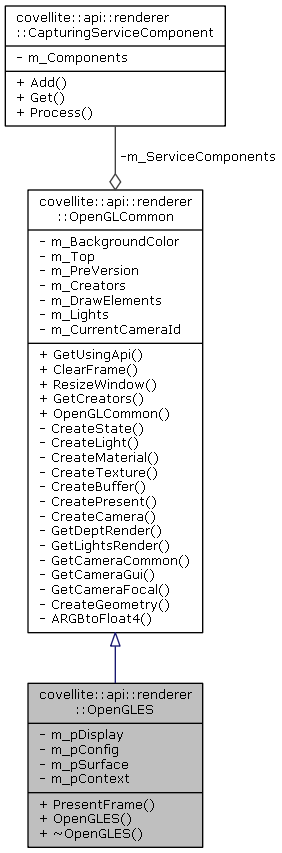 covellite::api::renderer
::CapturingServiceComponent
- m_Components
+ Add()
+ Get()
+ Process()
-m_ServiceComponents
covellite::api::renderer
::OpenGLCommon
- m_BackgroundColor
- m_Top
- m_PreVersion
- m_Creators
- m_DrawElements
- m_Lights
- m_CurrentCameraId
+ GetUsingApi()
+ ClearFrame()
+ ResizeWindow()
+ GetCreators()
+ OpenGLCommon()
- CreateState()
- CreateLight()
- CreateMaterial()
- CreateTexture()
- CreateBuffer()
- CreatePresent()
- CreateCamera()
- GetDeptRender()
- GetLightsRender()
- GetCameraCommon()
- GetCameraGui()
- GetCameraFocal()
- CreateGeometry()
- ARGBtoFloat4()
covellite::api::renderer
::OpenGLES
- m_pDisplay
- m_pConfig
- m_pSurface
- m_pContext
+ PresentFrame()
+ OpenGLES()
+ ~OpenGLES()